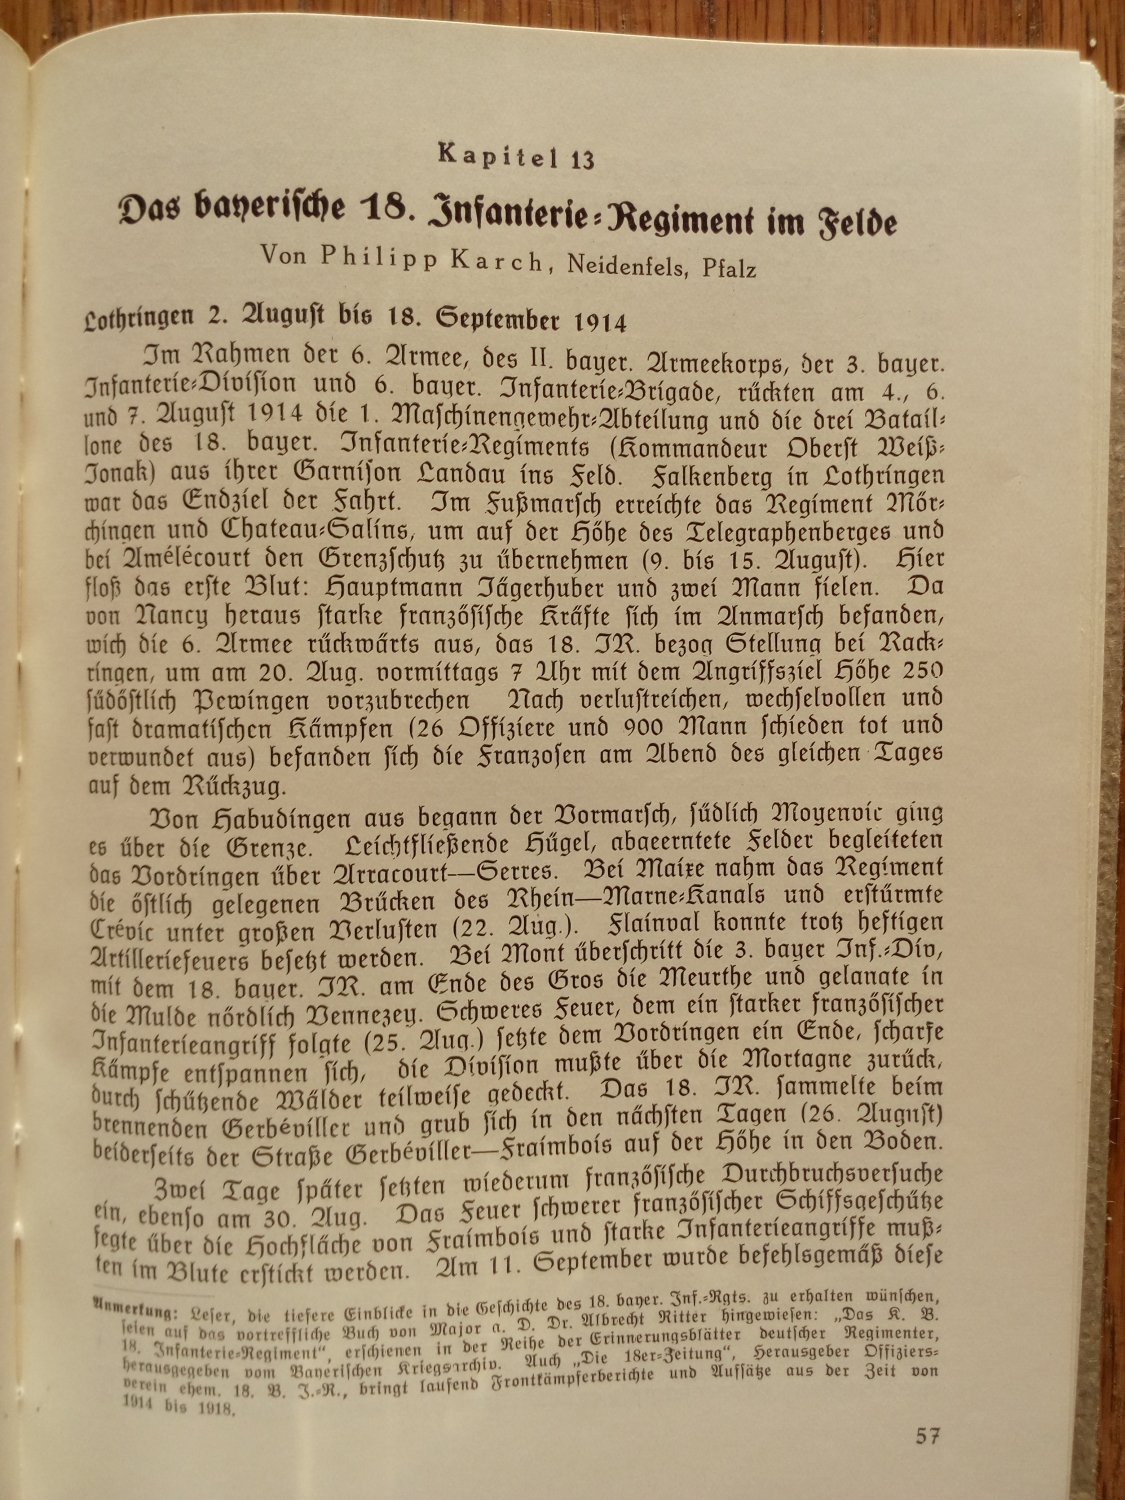 Kapitel 13
Das bayerische 18. Infanterie-Regiment im Felde
Von Philipp Karch, Neidenfels, Pfalz
Lothringen 2. August bis 18. September 1914
Im Rahmen der 6. Armee, des II. bayer. Armeekorps, der 3. bayer.
Infanterie-Division und 6. bayer. Infanterie-Brigade, rückten am 4., 6.
und 7. August 1914 die 1. Maschinengewehr-Abteilung und die drei Batail-
lone des 18. bayer. Infanterie-Regiments (Kommandeur Oberst Weiß-
Jonak) aus ihrer Garnison Landau ins Feld. Falkenberg in Lothringen
war das Endziel der Fahrt. Im Fußmarsch erreichte das Regiment Mör-
chingen und Chateau-Salins, um auf der Höhe des Telegraphenberges und
bei Amélécourt den Grenzschutz zu übernehmen (9. bis 15. August). Hier
floß das erste Blut: Hauptmann Jägerhuber und zwei Mann fielen. Da
von Nancy heraus starke französische Kräfte sich im Anmarsch befanden,
wich die 6. Armee rückwärts aus, das 18. IR. bezog Stellung bei Rack-
ringen, um am 20. Aug. vormittags 7 Uhr mit dem Angriffsziel Höhe 250
südöstlich Pewingen vorzubrechen Nach verlustreichen, wechselvollen und
fast dramatischen Kämpfen (26 Offiziere und 900 Mann schieden tot und
verwundet aus) befanden sich die Franzosen am Abend des gleichen Tages
auf dem Rückzug.
Von Habudingen aus begann der Vormarsch, südlich Moyenvic ging
es über die Grenze. Leichtfließende Hügel, abgeerntete Felder begleiteten
das Vordringen über Arracourt—Serres. Bei Maixe nahm das Regiment
die östlich gelegenen Brücken des Rhein—Marne-Kanals und erstürmte
Crévic unter großen Verlusten (22. Aug.). Flainval konnte trotz heftigen
Artilleriefeuers besetzt werden. Bei Mont überschritt die 3. bayer Inf.-Div,
mit dem 18. bayer. IR. am Ende des Gros die Meurthe und gelangte in
die Mulde nördlich Vennezey. Schweres Feuer, dem ein starker französischer
Infanterieangriff folgte (25. Aug.) setzte dem Vordringen ein Ende, scharfe
Kämpfe entspannen sich, die Division mußte über die Mortagne zurück,
durch schützende Wälder teilweise gedeckt. Das 18. IR. sammelte beim
brennenden Gerbéviller und grub sich in den nächsten Tagen (26. August)
beiderseits der Straße Gerbéviller—Fraimbois auf der Höhe in den Boden.
Zwei Tage später setzten wiederum französische Durchbruchsversuche
ein, ebenso am 30. Aug. Das Feuer schwerer französischer Schiffsgeschütze
fegte über die Hochfläche von Fraimbois und starke Infanterieangriffe muß-
ten im Blute erstickt werden. Am 11. September wurde befehlsgemäß diese
Anmerkung: Leser, die tiefere Einblicke in die Geschichte des 18. bayer. Inf.-Rgts. zu erhalten wünschen,
seien auf das vortreffliche Buch von Major a. D. Dr. Albrecht Ritter hingewiesen: „Das K. B.
18. Infanterie-Regiment“, erschienen in der Reihe der Erinnerungsblätter deutscher Regimenter,
herausgegeben vom Bayerischen Kriegsarchiv. Auch „Die 18er-Zeitung“, Herausgeber Offiziers-
verein ehem. 18. B. I.-R., bringt laufend Frontkämpferberichte und Aufsätze aus der Zeit von
1914 bis 1918.
57